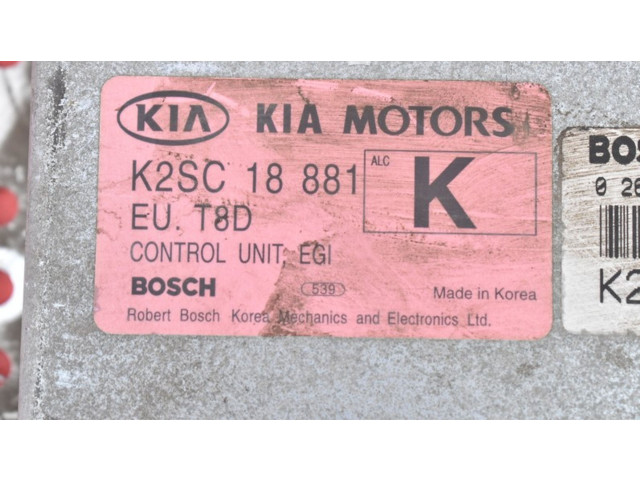 KIA KIA MOTORS
K2SC 18 881
ALC
K
EU. T8D
CONTROL UNIT, EGI
BOSCH 539 Made in Korea
Robert Bosch Korea Mechanics and Electronics Ltd.
BOS
0 26
K2